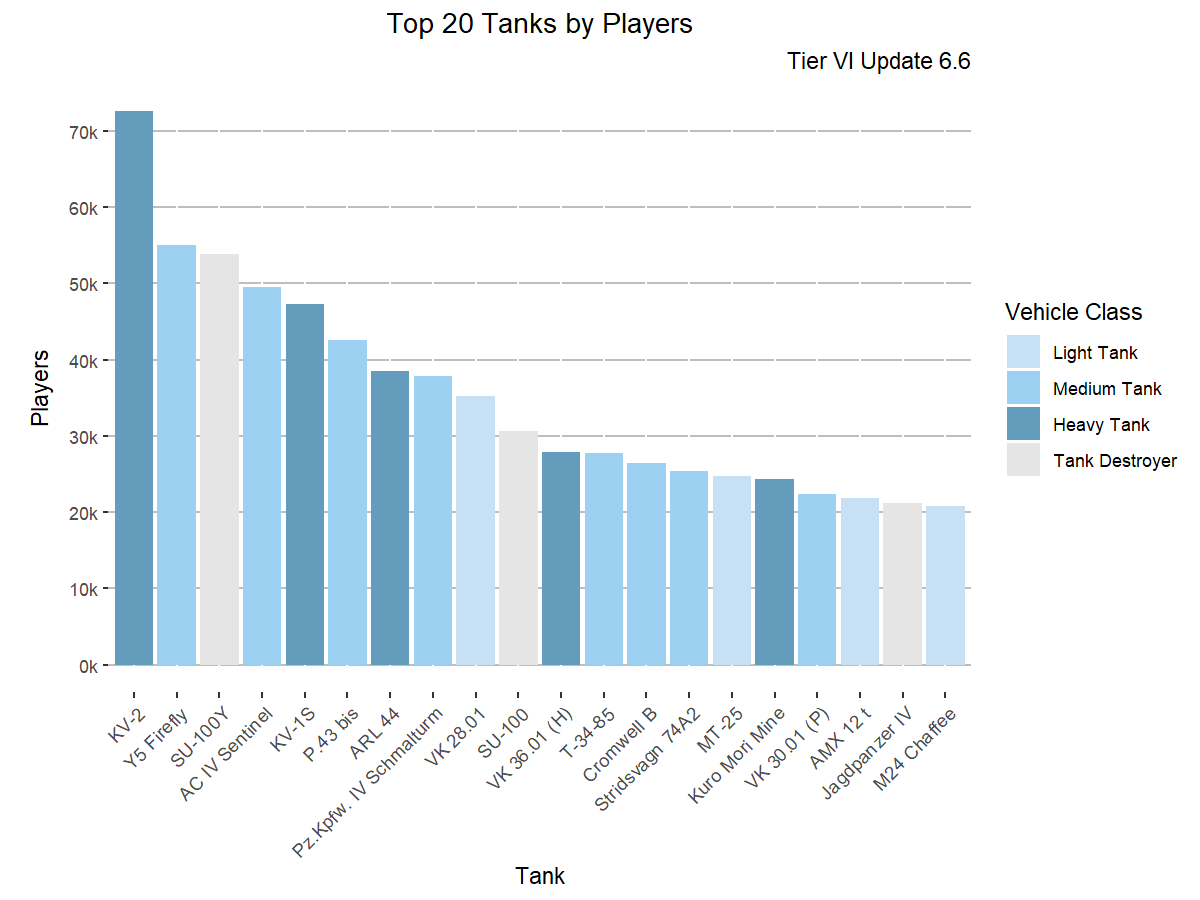 Top 20 Tanks by Players
Tier VI Update 6.6
70k
60k
50k
40k
30k
20k
10k
0k
Players
KV-2
Y5 Firefly
SU-100Y
AC IV Sentinel
KV-1S
P.43 bis
ARL 44
Pz.Kpfw. IV Schmalturm
VK 28.01
SU-100
VK 36.01 (H)
T-34-85
Cromwell B
Stridsvagn 74A2
MT-25
Kuro Mori Mine
VK 30.01 (P)
AMX 12 t
Jagdpanzer IV
M24 Chaffee
Tank
Vehicle Class
Light Tank
Medium Tank
Heavy Tank
Tank Destroyer